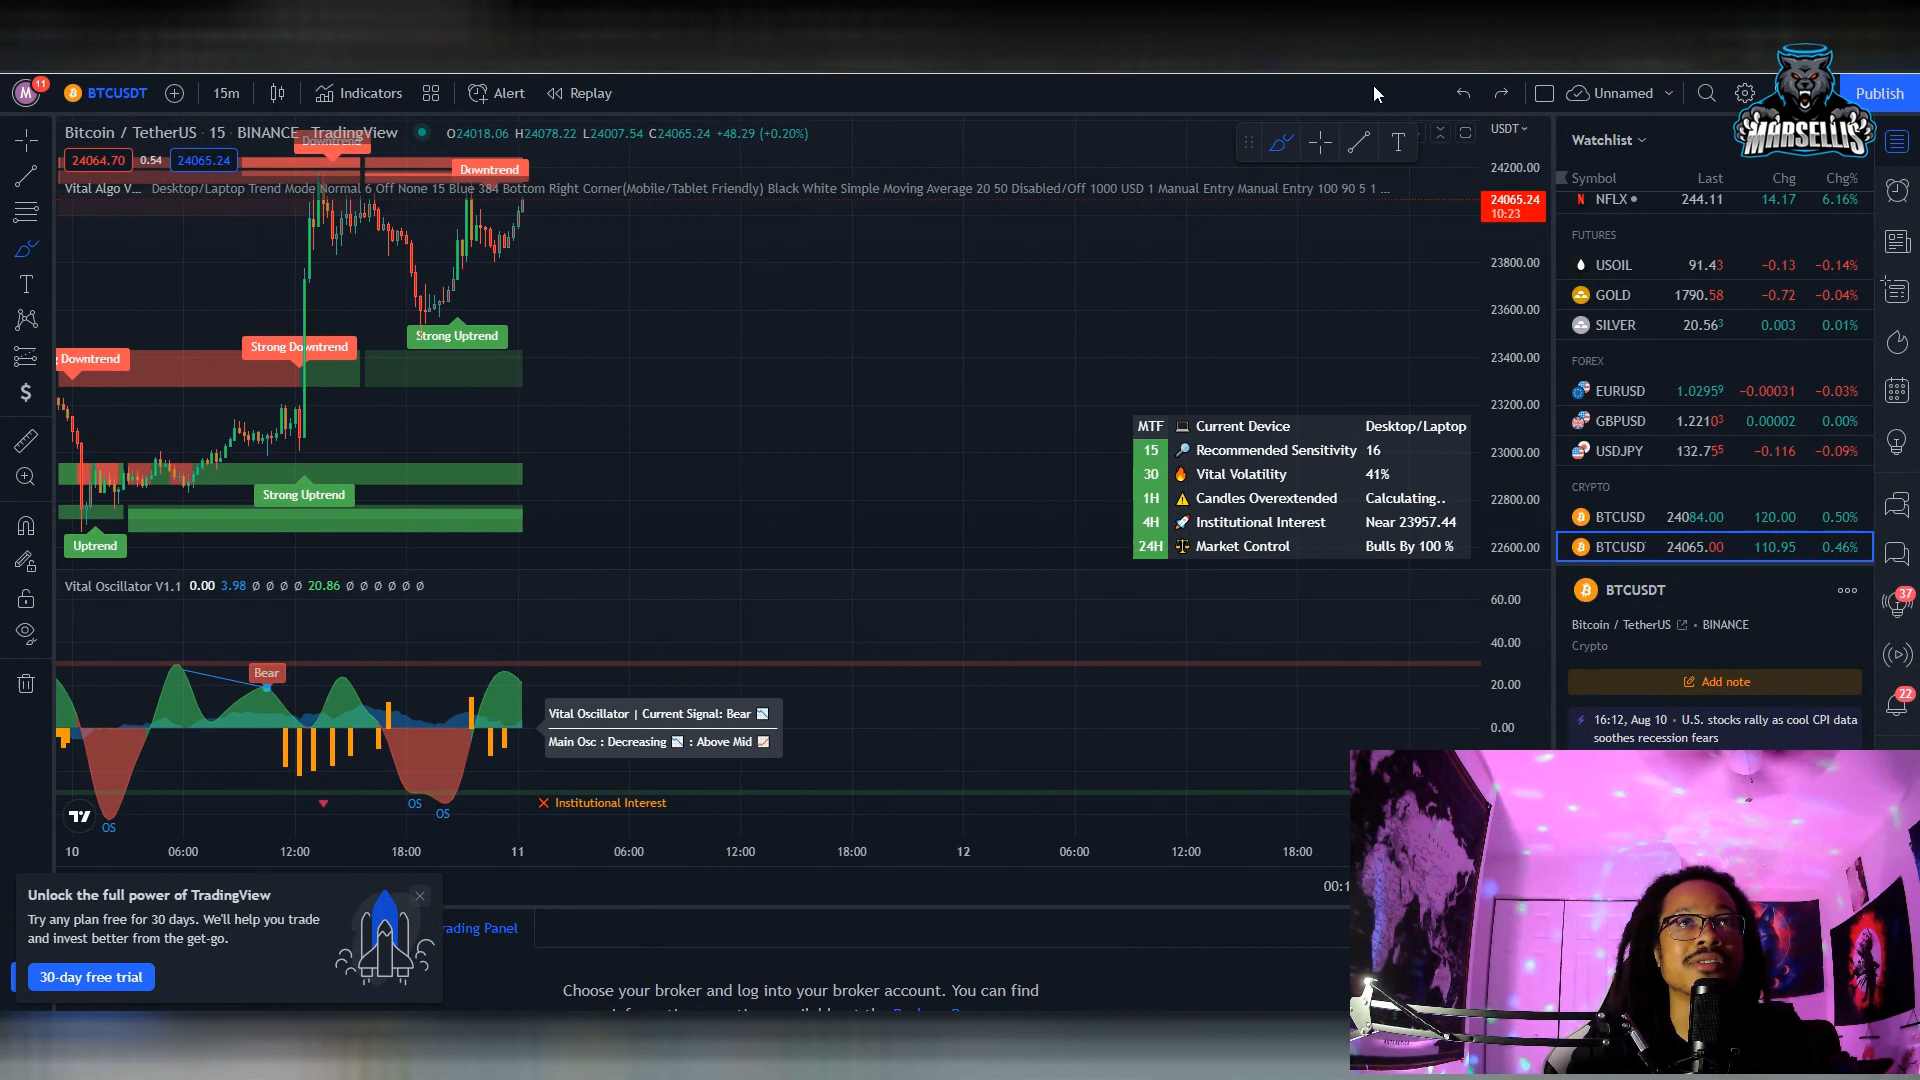 M 11 BTCUSDT 15m Indicators Alert Replay Unnamed Publish
MARSELLIS
Bitcoin / TetherUS · 15 · BINANCE TradingView O24018.06 H24078.22 L24007.54 C24065.24 +48.29 (+0.20%)
24064.70 0.54 24065.24
Vital Algo V... Desktop/Laptop Trend Mode Normal 6 Off None 15 Blue 384 Bottom Right Corner(Mobile/Tablet Friendly) Black White Simple Moving Average 20 50 Disabled/Off 1000 USD 1 Manual Entry Manual Entry 100 90 5 1 ...
Downtrend
Downtrend
Strong Uptrend
Strong Downtrend
g Downtrend
Strong Uptrend
Uptrend
USDT
24200.00
24065.24
10:23
23800.00
23600.00
23400.00
23200.00
23000.00
22800.00
22600.00
MTF Current Device Desktop/Laptop
15 Recommended Sensitivity 16
30 Vital Volatility 41%
1H Candles Overextended Calculating..
4H Institutional Interest Near 23957.44
24H Market Control Bulls By 100 %
Vital Oscillator V1.1 0.00 3.98 ø ø ø ø 20.86 ø ø ø ø ø ø
60.00
40.00
20.00
0.00
Bear
Vital Oscillator | Current Signal: Bear
Main Osc : Decreasing : Above Mid
OS
OS
OS
Institutional Interest
10 06:00 12:00 18:00 11 06:00 12:00 18:00 12 06:00 12:00 18:00
00:1
Unlock the full power of TradingView
Try any plan free for 30 days. We'll help you trade
and invest better from the get-go.
30-day free trial
rading Panel
Choose your broker and log into your broker account. You can find
Watchlist
Symbol Last Chg Chg%
NFLX 244.11 14.17 6.16%
FUTURES
USOIL 91.43 −0.13 −0.14%
GOLD 1790.58 −0.72 −0.04%
SILVER 20.563 0.003 0.01%
FOREX
EURUSD 1.02959 −0.00031 −0.03%
GBPUSD 1.22103 0.00002 0.00%
USDJPY 132.755 −0.116 −0.09%
CRYPTO
BTCUSD 24084.00 120.00 0.50%
BTCUSD 24065.00 110.95 0.46%
BTCUSDT
Bitcoin / TetherUS · BINANCE
Crypto
Add note
16:12, Aug 10 · U.S. stocks rally as cool CPI data
soothes recession fears
37
22